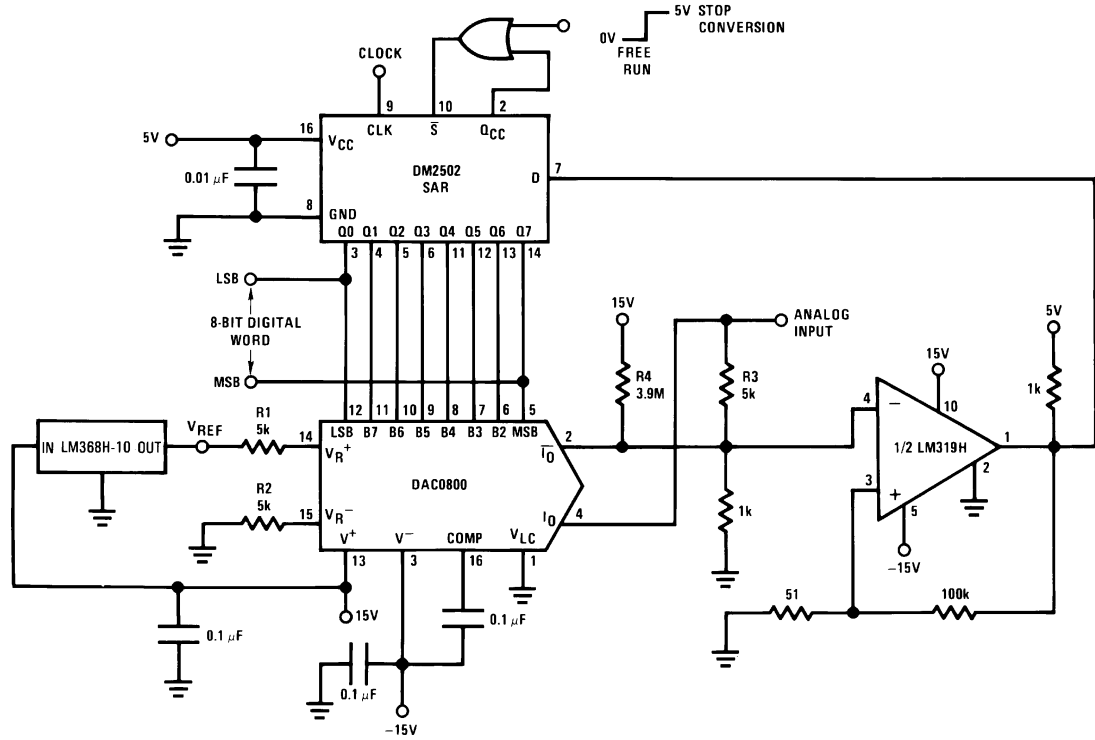 5V STOP
CONVERSION
0V
FREE
RUN
CLOCK
9
10
2
16
5V
VCC
CLK
S̅
QCC
0.01 µF
DM2502
SAR
D
7
8
GND
Q0 Q1 Q2 Q3 Q4 Q5 Q6 Q7
3 4 5 6 11 12 13 14
LSB
8-BIT DIGITAL
WORD
MSB
15V
ANALOG
INPUT
5V
R4
3.9M
R3
5k
15V
1k
12 11 10 9 8 7 6 5
LSB B7 B6 B5 B4 B3 B2 MSB
IN LM368H-10 OUT
VREF
R1
5k
14
VR+
2
I̅O̅
4
10
1/2 LM319H
1
2
DAC0800
R2
5k
15
VR−
4
IO
1k
3
5
−15V
V+
V−
COMP
VLC
13
3
16
1
15V
0.1 µF
0.1 µF
0.1 µF
−15V
51
100k
−
+